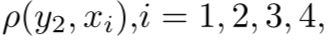 ρ(y₂, xᵢ),i = 1, 2, 3, 4,